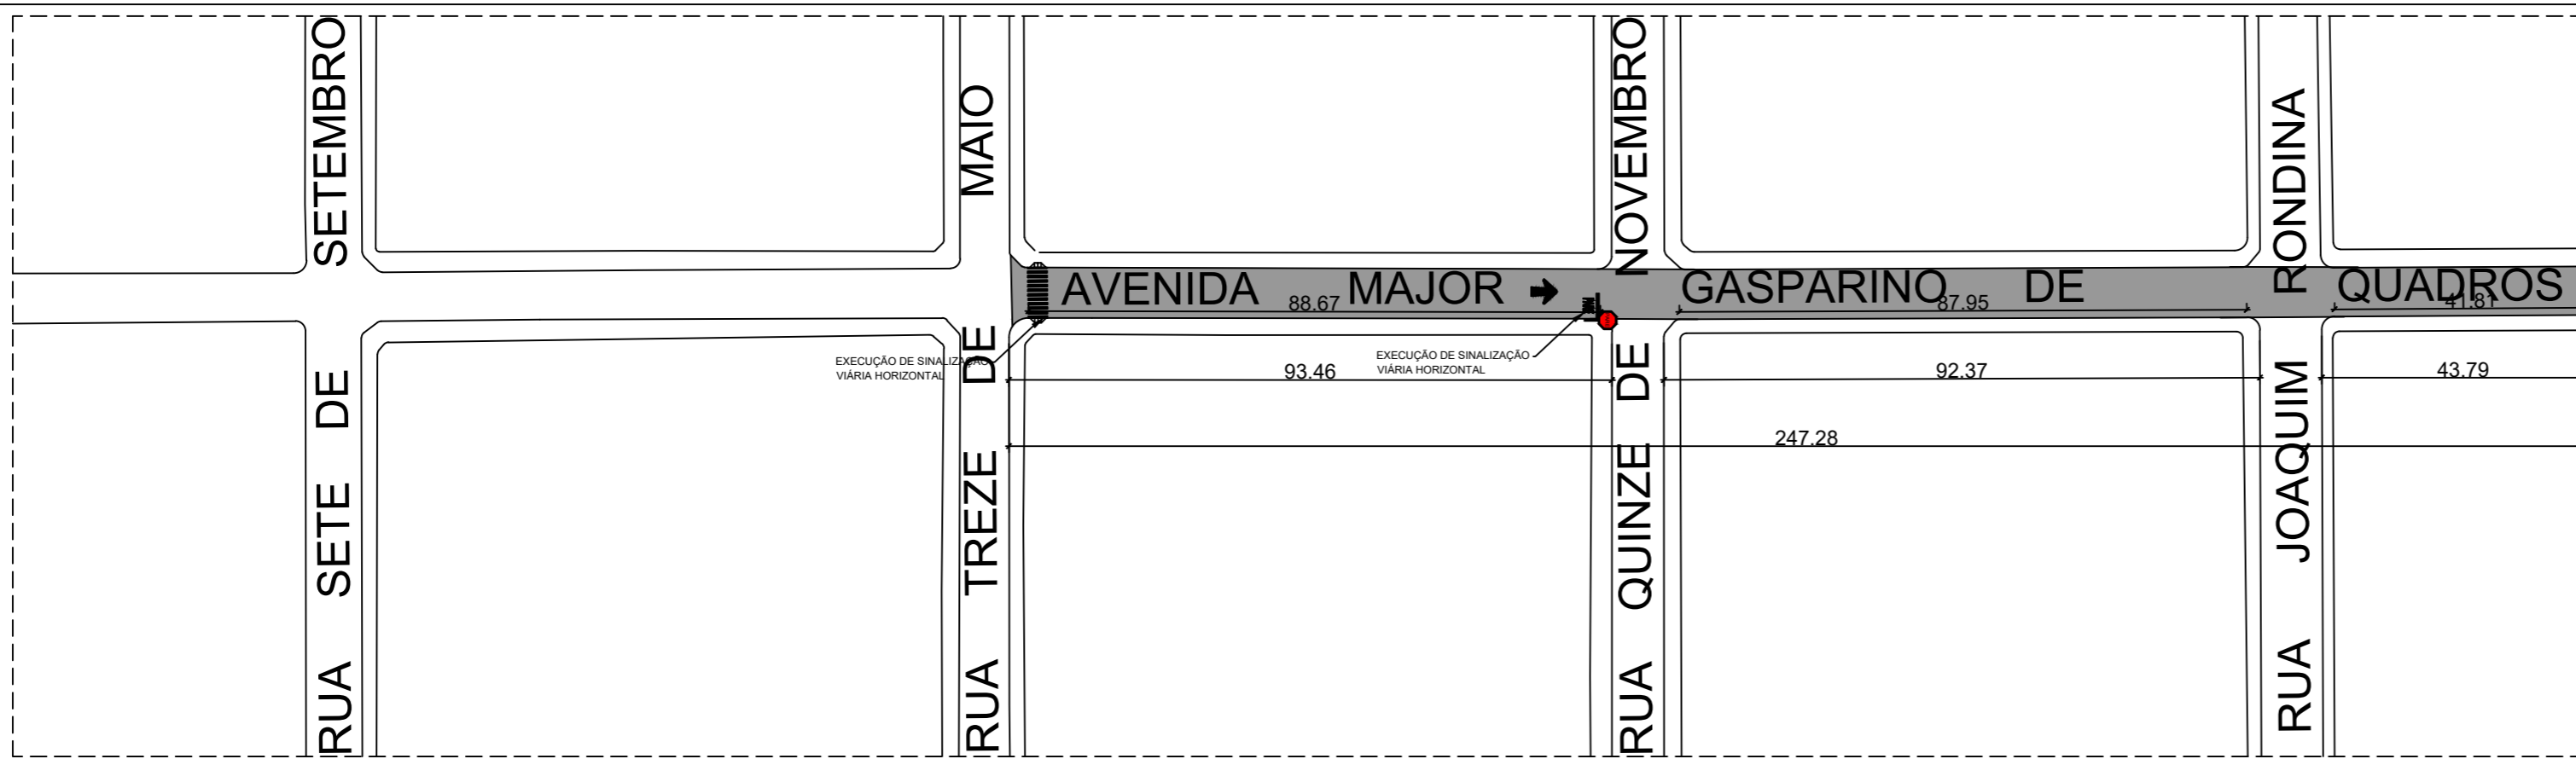 RUA SETE DE SETEMBRO
RUA TREZE DE MAIO
RUA QUINZE DE NOVEMBRO
RUA JOAQUIM RONDINA
AVENIDA MAJOR GASPARINO DE QUADROS
88.67
87.95
41.81
EXECUÇÃO DE SINALIZAÇÃO
VIÁRIA HORIZONTAL
EXECUÇÃO DE SINALIZAÇÃO
VIÁRIA HORIZONTAL
93.46
92.37
43.79
247.28